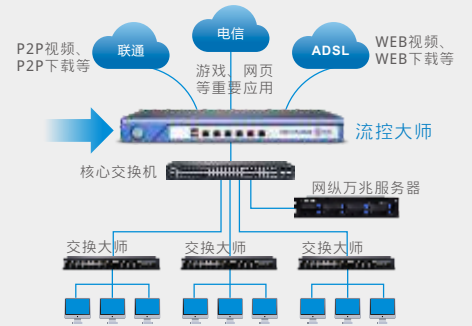 电信
联通
ADSL
P2P视频、
P2P下载等
WEB视频、
WEB下载等
游戏、网页
等重要应用
流控大师
核心交换机
网纵万兆服务器
交换大师
交换大师
交换大师